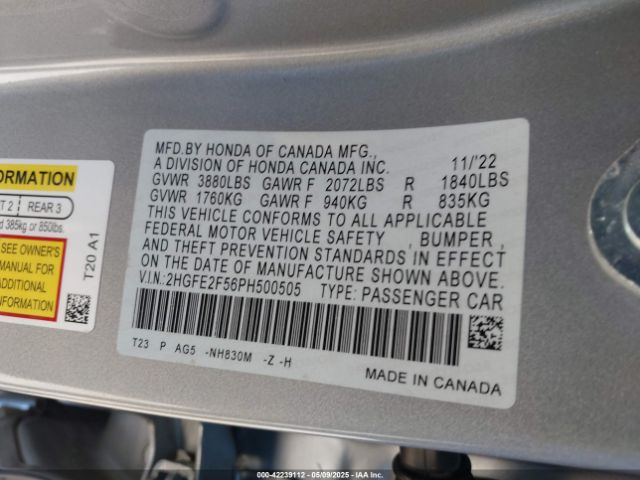 ORMATION
T 2 REAR 3
d 385kg or 850lbs.
SEE OWNER'S
MANUAL FOR
ADDITIONAL
INFORMATION
T20 A1
MFD.BY HONDA OF CANADA MFG.,
A DIVISION OF HONDA CANADA INC. 11/'22
GVWR 3880LBS GAWR F 2072LBS R 1840LBS
GVWR 1760KG GAWR F 940KG R 835KG
THIS VEHICLE CONFORMS TO ALL APPLICABLE
FEDERAL MOTOR VEHICLE SAFETY , BUMPER ,
AND THEFT PREVENTION STANDARDS IN EFFECT
ON THE DATE OF MANUFACTURE SHOWN ABOVE.
V.I.N.:2HGFE2F56PH500505 TYPE: PASSENGER CAR
T23 P AG5 -NH830M -Z -H
MADE IN CANADA
000-42239112 - 05/09/2025 - IAA Inc.